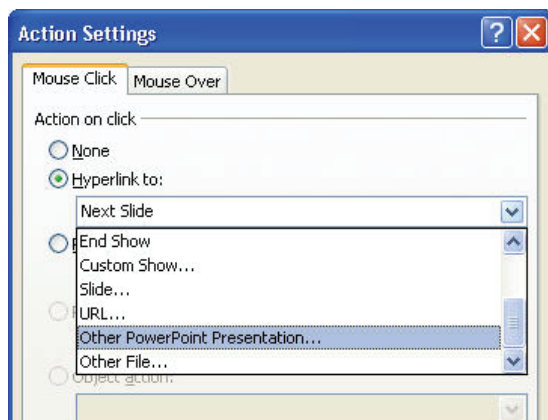 Action Settings
Mouse Click Mouse Over
Action on click
None
Hyperlink to:
Next Slide
End Show
Custom Show...
Slide...
URL...
Other PowerPoint Presentation...
Other File...
Object action: